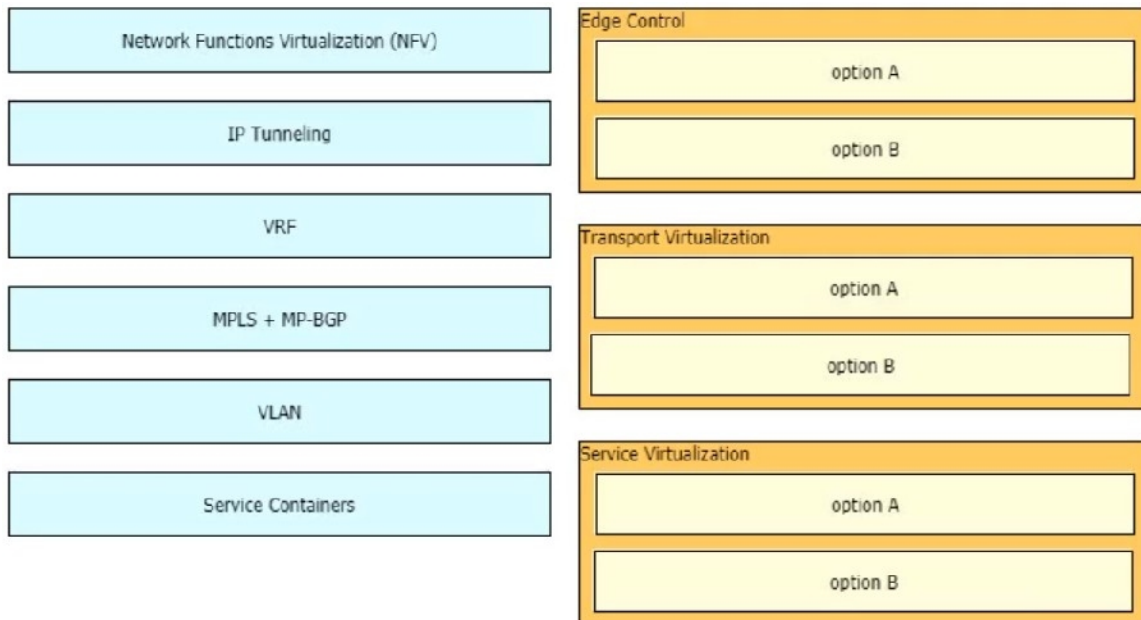 Network Functions Virtualization (NFV)
IP Tunneling
VRF
MPLS + MP-BGP
VLAN
Service Containers
Edge Control
option A
option B
Transport Virtualization
option A
option B
Service Virtualization
option A
option B